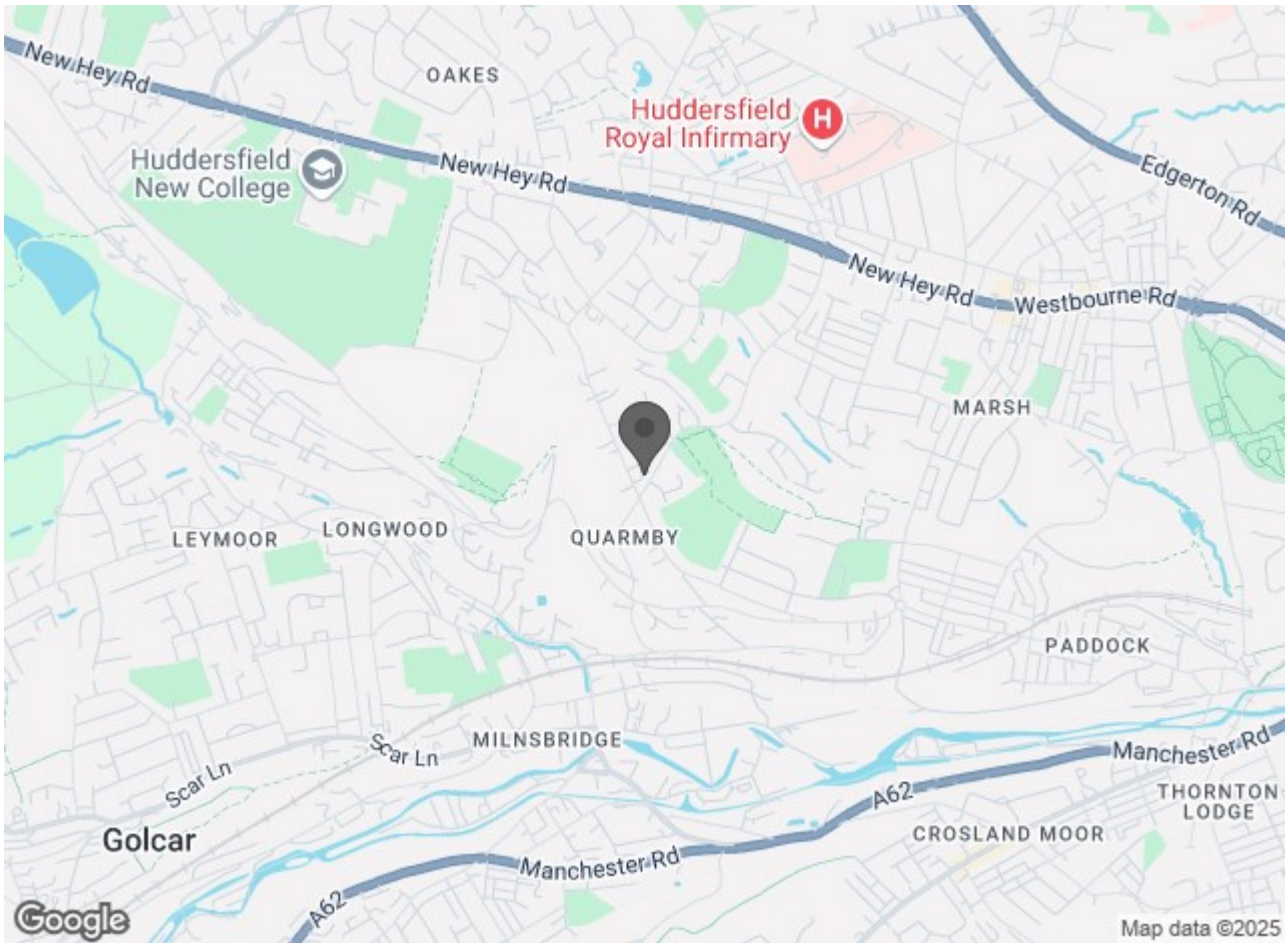 New Hey Rd
OAKES
Huddersfield
Royal Infirmary
H
Huddersfield
New College
New Hey Rd
Edgerton Rd
New Hey Rd
Westbourne Rd
MARSH
QUARMBY
LONGWOOD
LEYMOOR
PADDOCK
MILNSBRIDGE
Scar Ln
Scar Ln
Manchester Rd
A62
THORNTON
LODGE
CROSLAND MOOR
Golcar
Manchester Rd
A62
Google
Map data ©2025